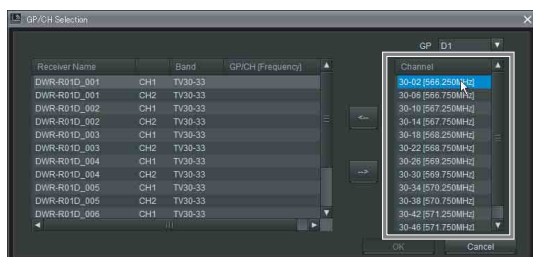 GP/CH Selection
GP D1
Receiver Name Band GP/CH [Frequency]
DWR-R01D_001 CH1 TV30-33
DWR-R01D_001 CH2 TV30-33
DWR-R01D_002 CH1 TV30-33
DWR-R01D_002 CH2 TV30-33
DWR-R01D_003 CH1 TV30-33
DWR-R01D_003 CH2 TV30-33
DWR-R01D_004 CH1 TV30-33
DWR-R01D_004 CH2 TV30-33
DWR-R01D_005 CH1 TV30-33
DWR-R01D_005 CH2 TV30-33
DWR-R01D_006 CH1 TV30-33
<--
-->
Channel
30-02 [566.250MHz]
30-06 [566.750MHz]
30-10 [567.250MHz]
30-14 [567.750MHz]
30-18 [568.250MHz]
30-22 [568.750MHz]
30-26 [569.250MHz]
30-30 [569.750MHz]
30-34 [570.250MHz]
30-38 [570.750MHz]
30-42 [571.250MHz]
30-46 [571.750MHz]
OK Cancel